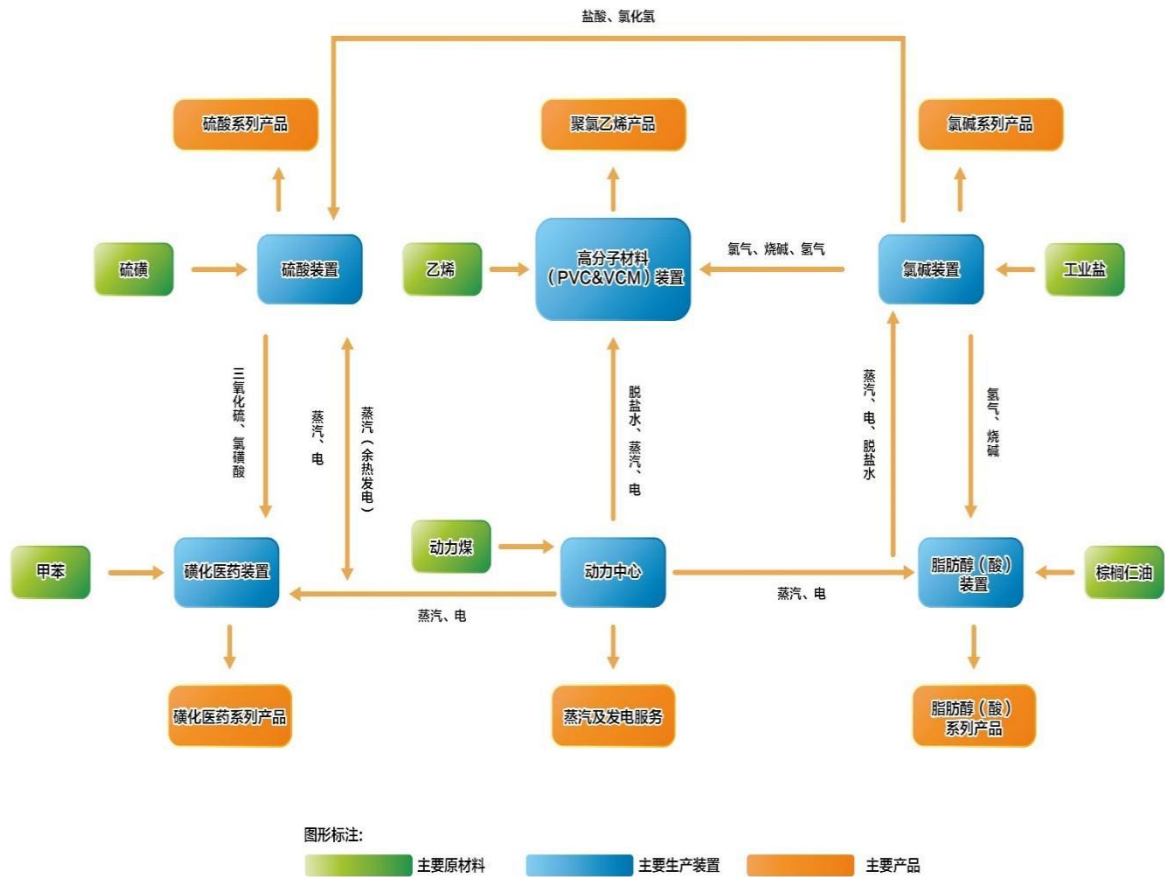 盐酸、氯化氢
硫酸系列产品
聚氯乙烯产品
氯碱系列产品
硫磺
硫酸装置
乙烯
高分子材料
（PVC&VCM）装置
氯气、烧碱、氢气
氯碱装置
工业盐
三氧化硫、氯磺酸
蒸汽、电
蒸汽（余热发电）
脱盐水、蒸汽、电
蒸汽、电、脱盐水
氢气、烧碱
甲苯
磺化医药装置
动力煤
动力中心
脂肪醇（酸）
装置
棕榈仁油
蒸汽、电
蒸汽、电
磺化医药系列产品
蒸汽及发电服务
脂肪醇（酸）
系列产品
图形标注:
主要原材料
主要生产装置
主要产品